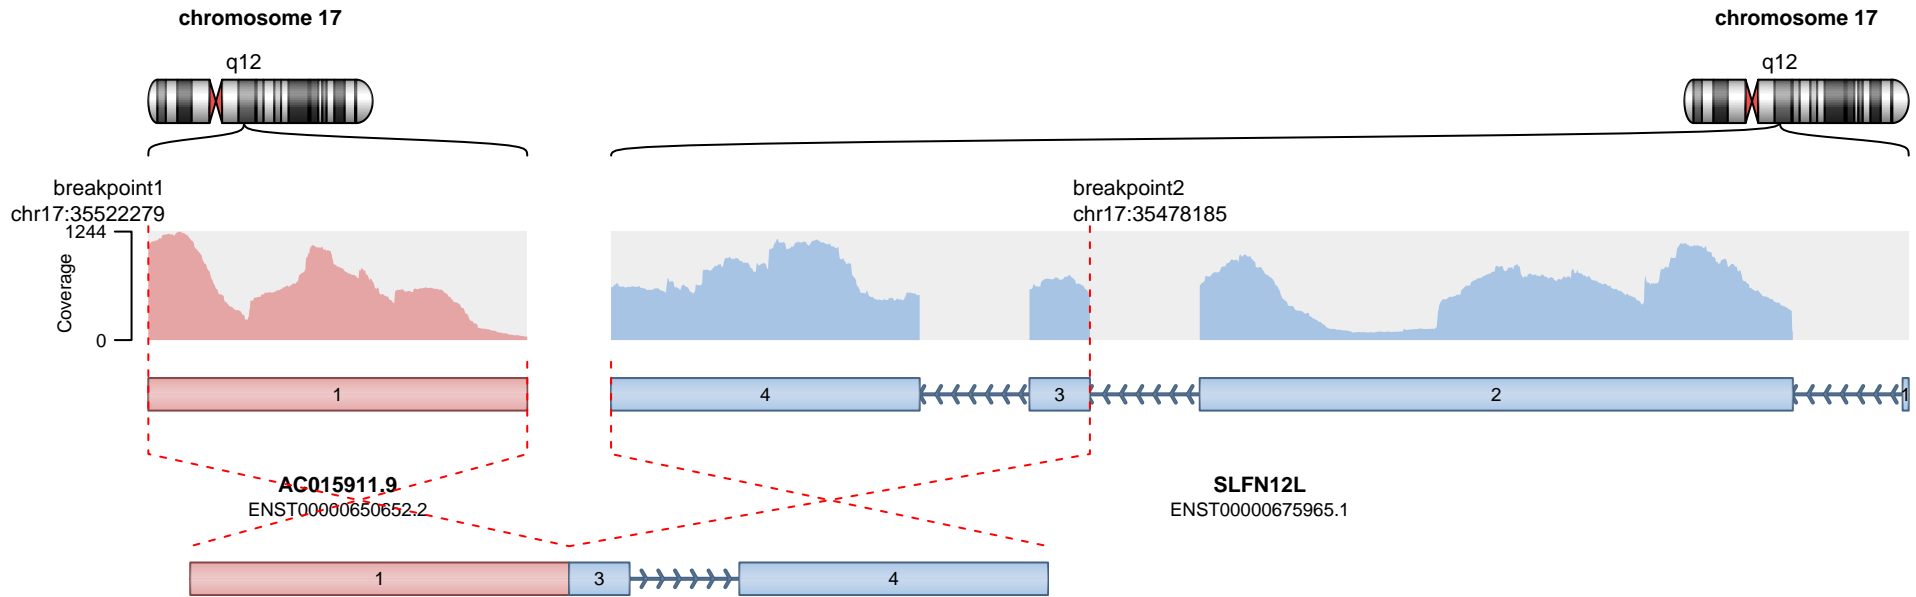 chromosome 17
chromosome 17
q12
q12
breakpoint1
chr17:35522279
breakpoint2
chr17:35478185
1244
Coverage
0
1
4
3
2
1
AC015911.9
ENST00000650652.2
SLFN12L
ENST00000675965.1
1
3
4